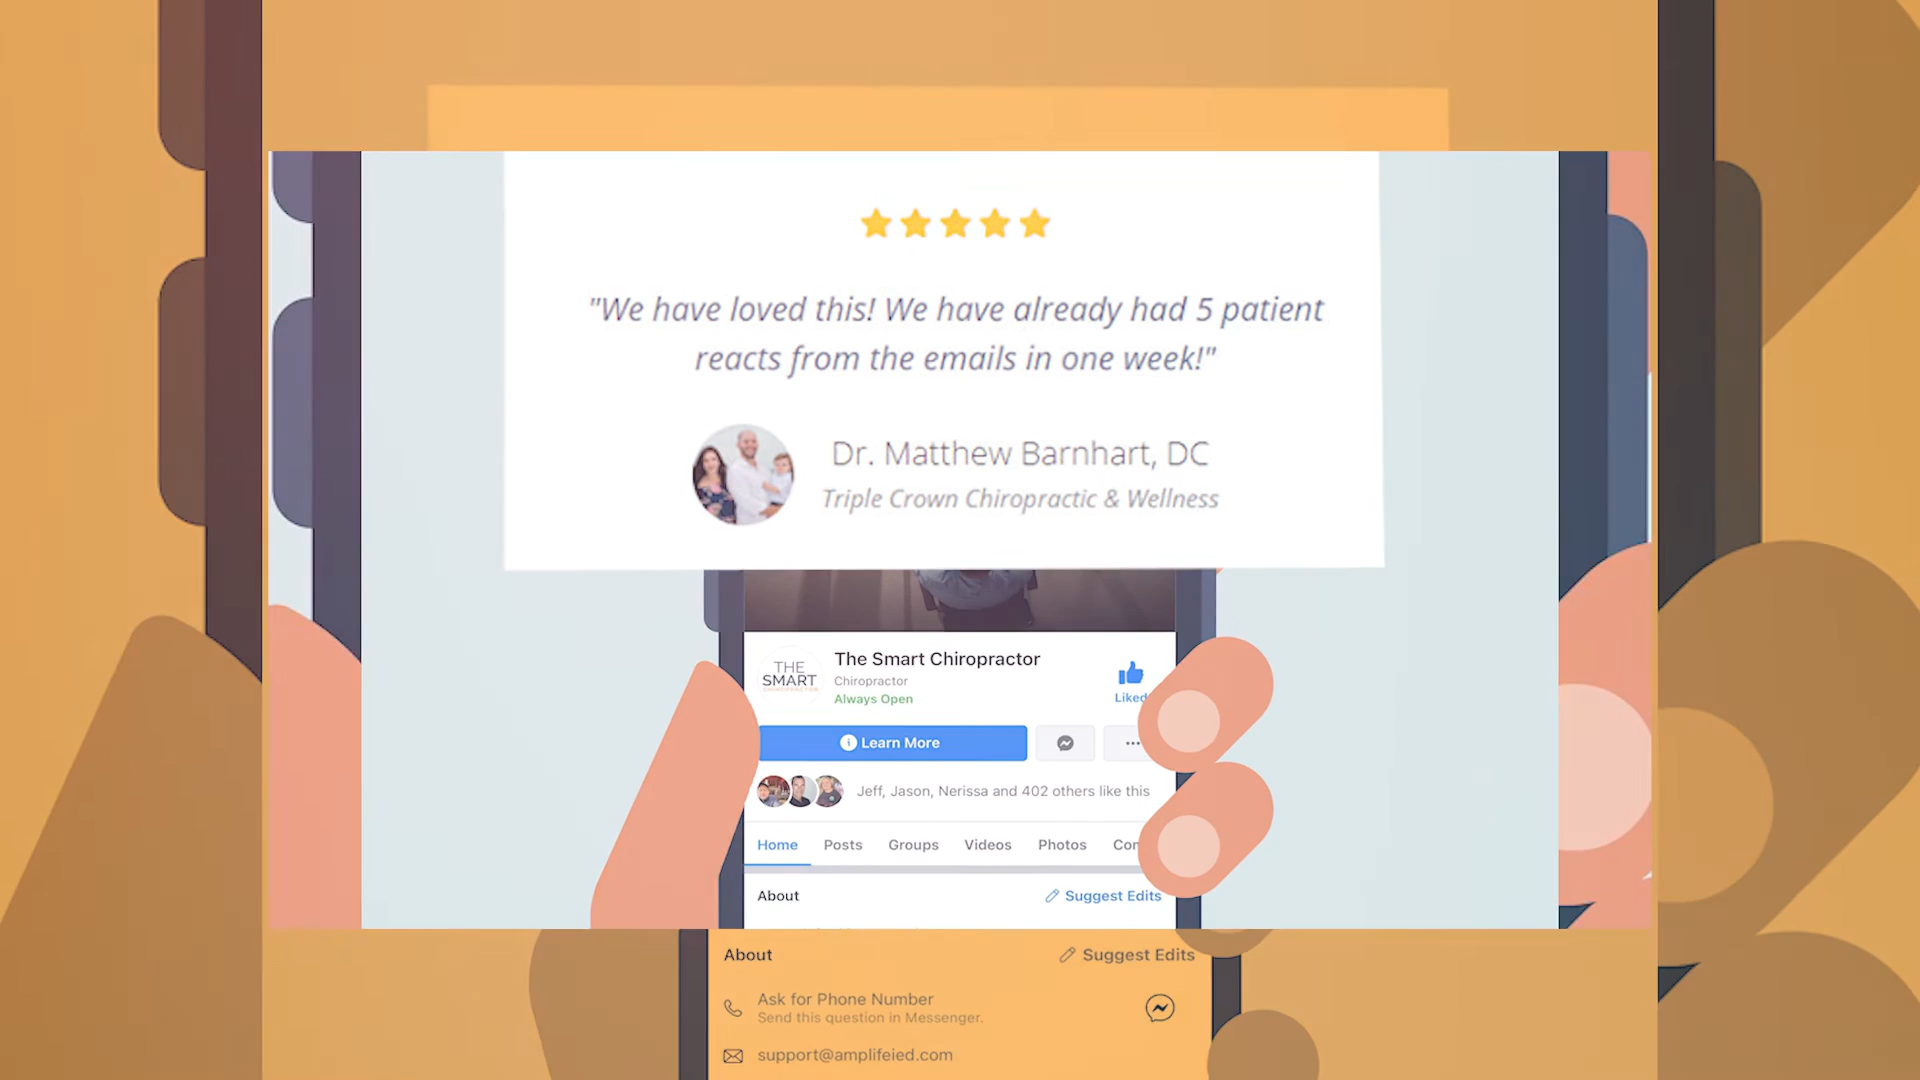 "We have loved this! We have already had 5 patient
reacts from the emails in one week!"
Dr. Matthew Barnhart, DC
Triple Crown Chiropractic & Wellness
THE
SMART
CHIROPRACTOR
The Smart Chiropractor
Chiropractor
Always Open
Liked
Learn More
Jeff, Jason, Nerissa and 402 others like this
Home Posts Groups Videos Photos Con
About Suggest Edits
About Suggest Edits
Ask for Phone Number
Send this question in Messenger.
support@amplifeied.com